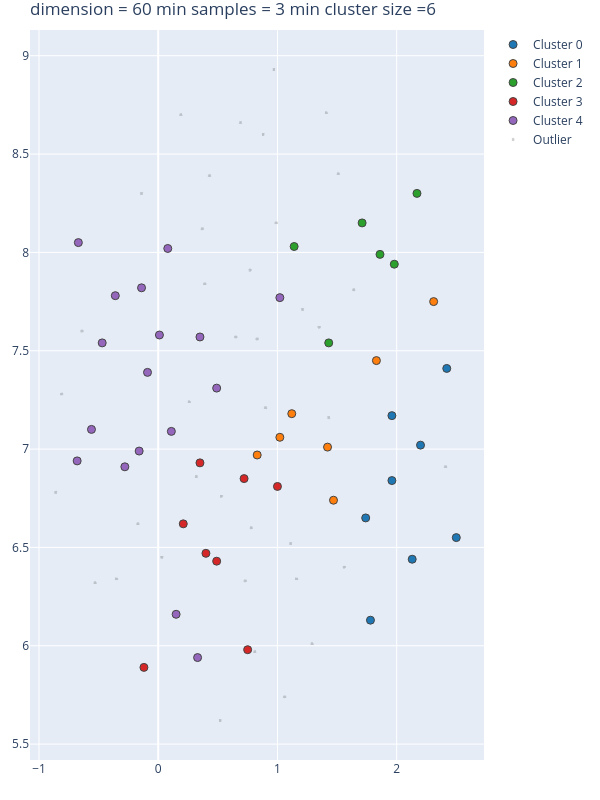 dimension = 60 min samples = 3 min cluster size =6
9
8.5
8
7.5
7
6.5
6
5.5
−1
0
1
2
Cluster 0
Cluster 1
Cluster 2
Cluster 3
Cluster 4
Outlier